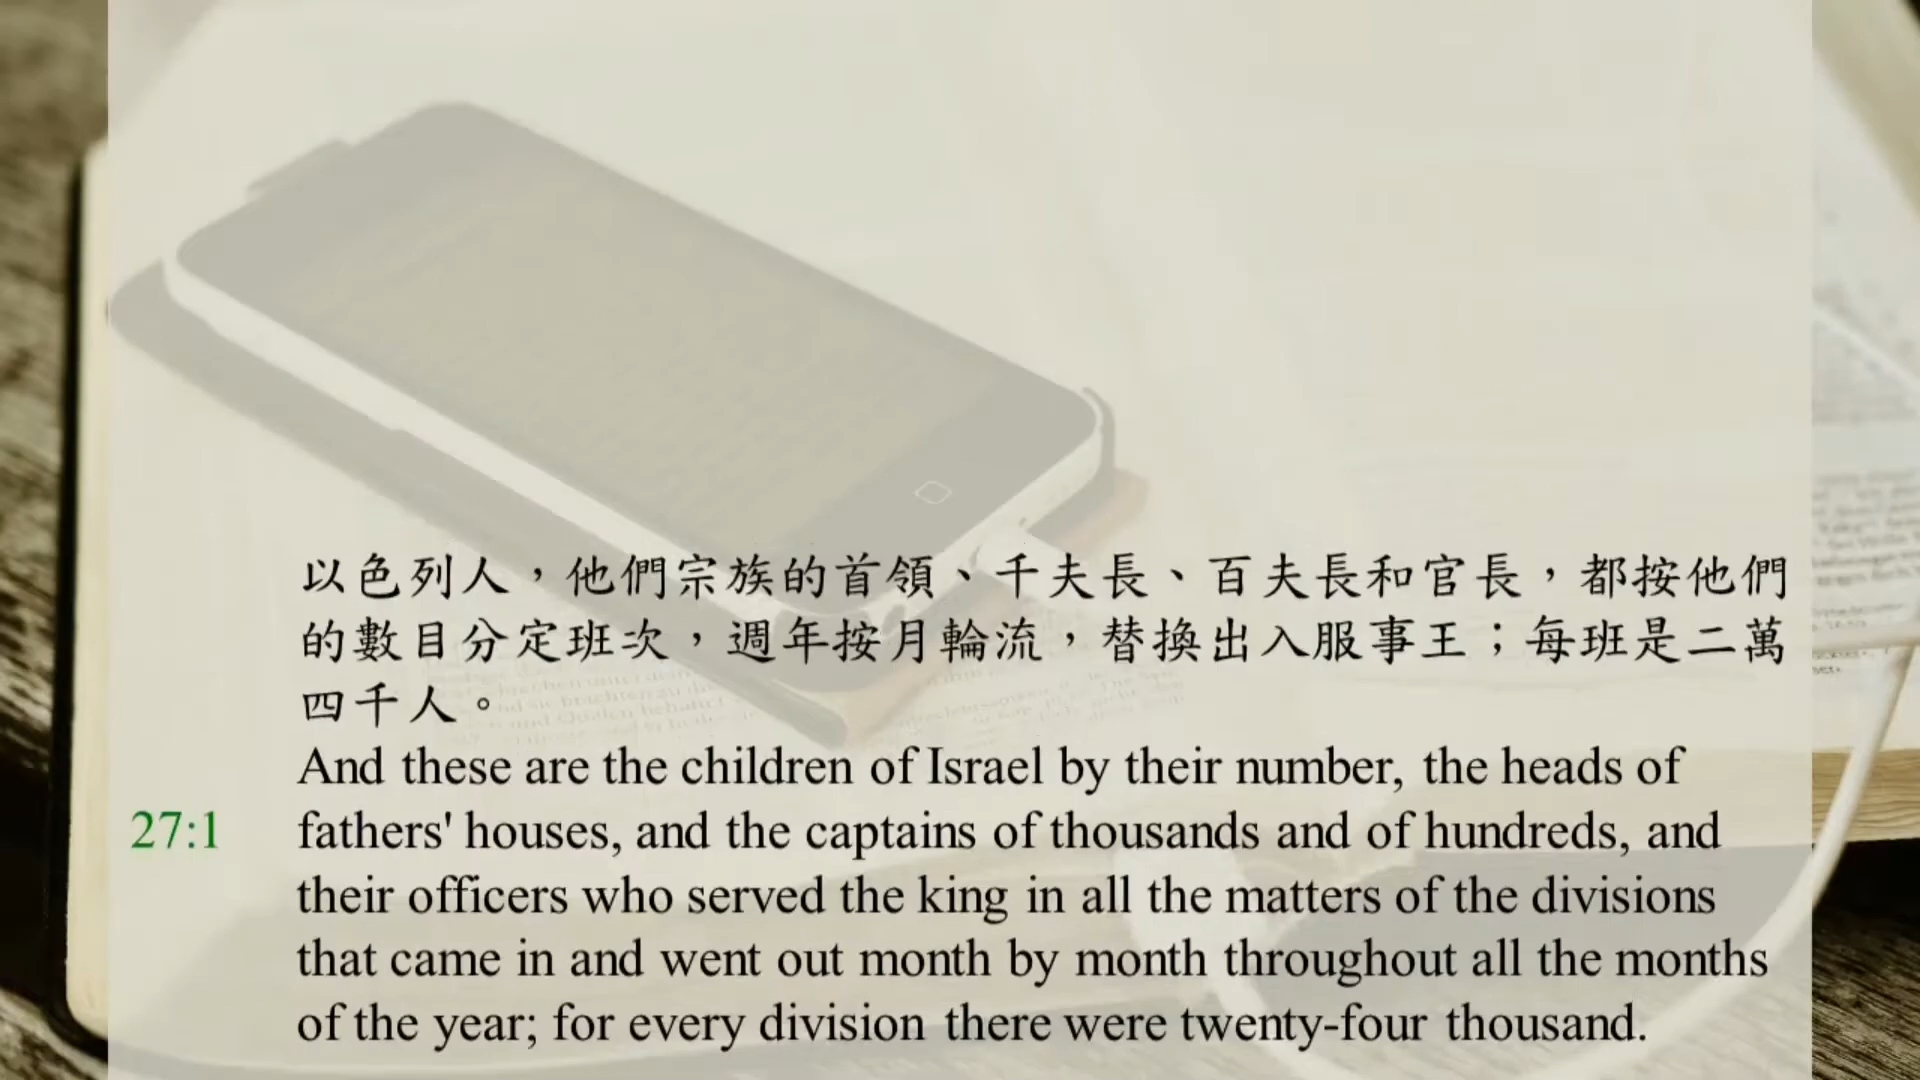 以色列人，他們宗族的首領、千夫長、百夫長和官長，都按他們
的數目分定班次，週年按月輪流，替換出入服事王；每班是二萬
四千人。
And these are the children of Israel by their number, the heads of
27:1 fathers' houses, and the captains of thousands and of hundreds, and
their officers who served the king in all the matters of the divisions
that came in and went out month by month throughout all the months
of the year; for every division there were twenty-four thousand.